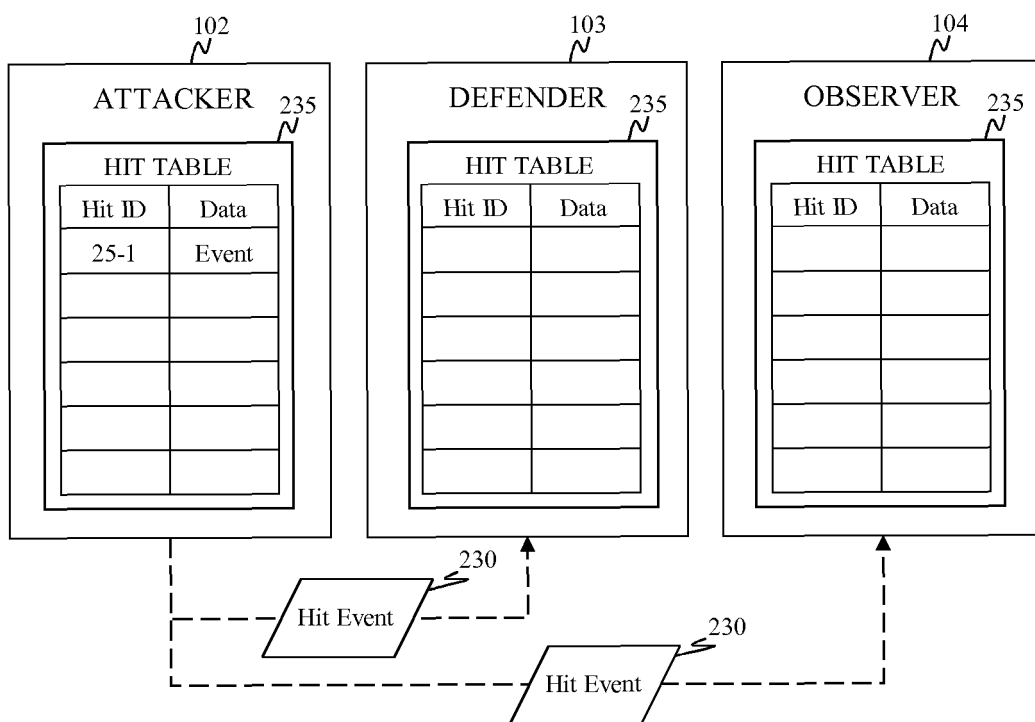 102
103
104
ATTACKER
DEFENDER
OBSERVER
235
235
235
HIT TABLE
HIT TABLE
HIT TABLE
Hit ID Data
Hit ID Data
Hit ID Data
25-1 Event
230
Hit Event
230
Hit Event